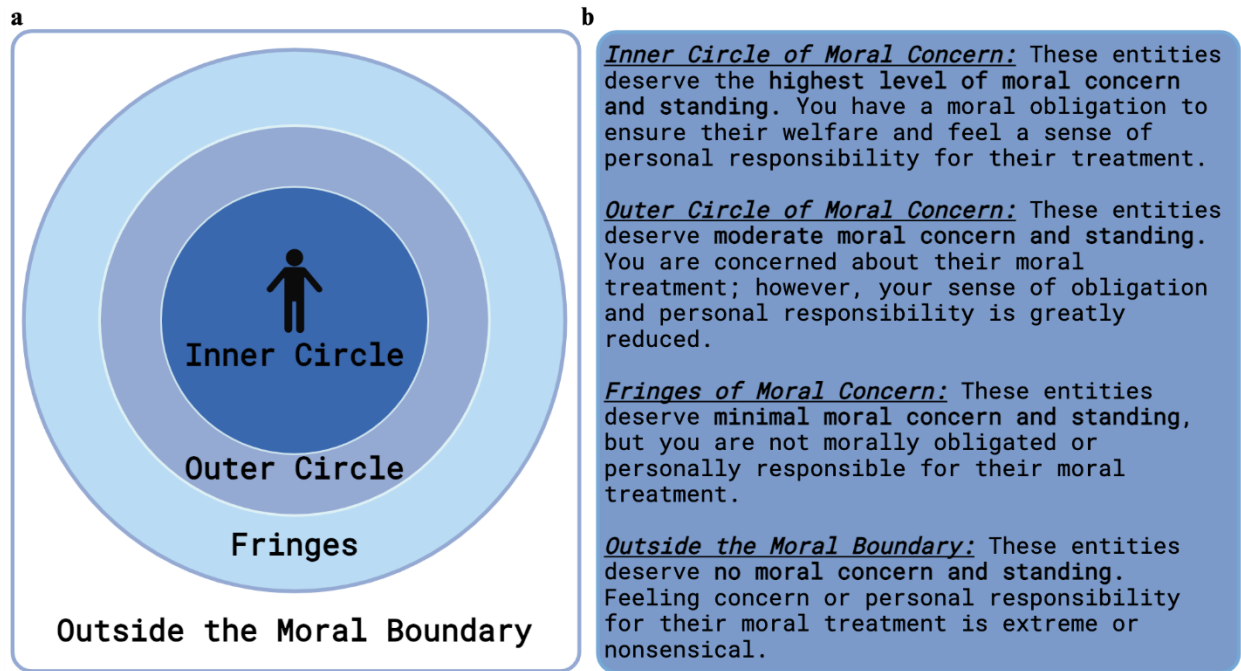 a
Inner Circle
Outer Circle
Fringes
Outside the Moral Boundary
b
Inner Circle of Moral Concern: These entities
deserve the highest level of moral concern
and standing. You have a moral obligation to
ensure their welfare and feel a sense of
personal responsibility for their treatment.
Outer Circle of Moral Concern: These entities
deserve moderate moral concern and standing.
You are concerned about their moral
treatment; however, your sense of obligation
and personal responsibility is greatly
reduced.
Fringes of Moral Concern: These entities
deserve minimal moral concern and standing,
but you are not morally obligated or
personally responsible for their moral
treatment.
Outside the Moral Boundary: These entities
deserve no moral concern and standing.
Feeling concern or personal responsibility
for their moral treatment is extreme or
nonsensical.